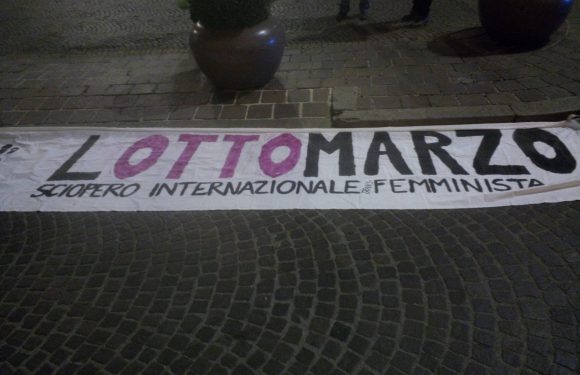 LOTTOMARZO
SCIOPERO INTERNAZIONALE FEMMINISTA